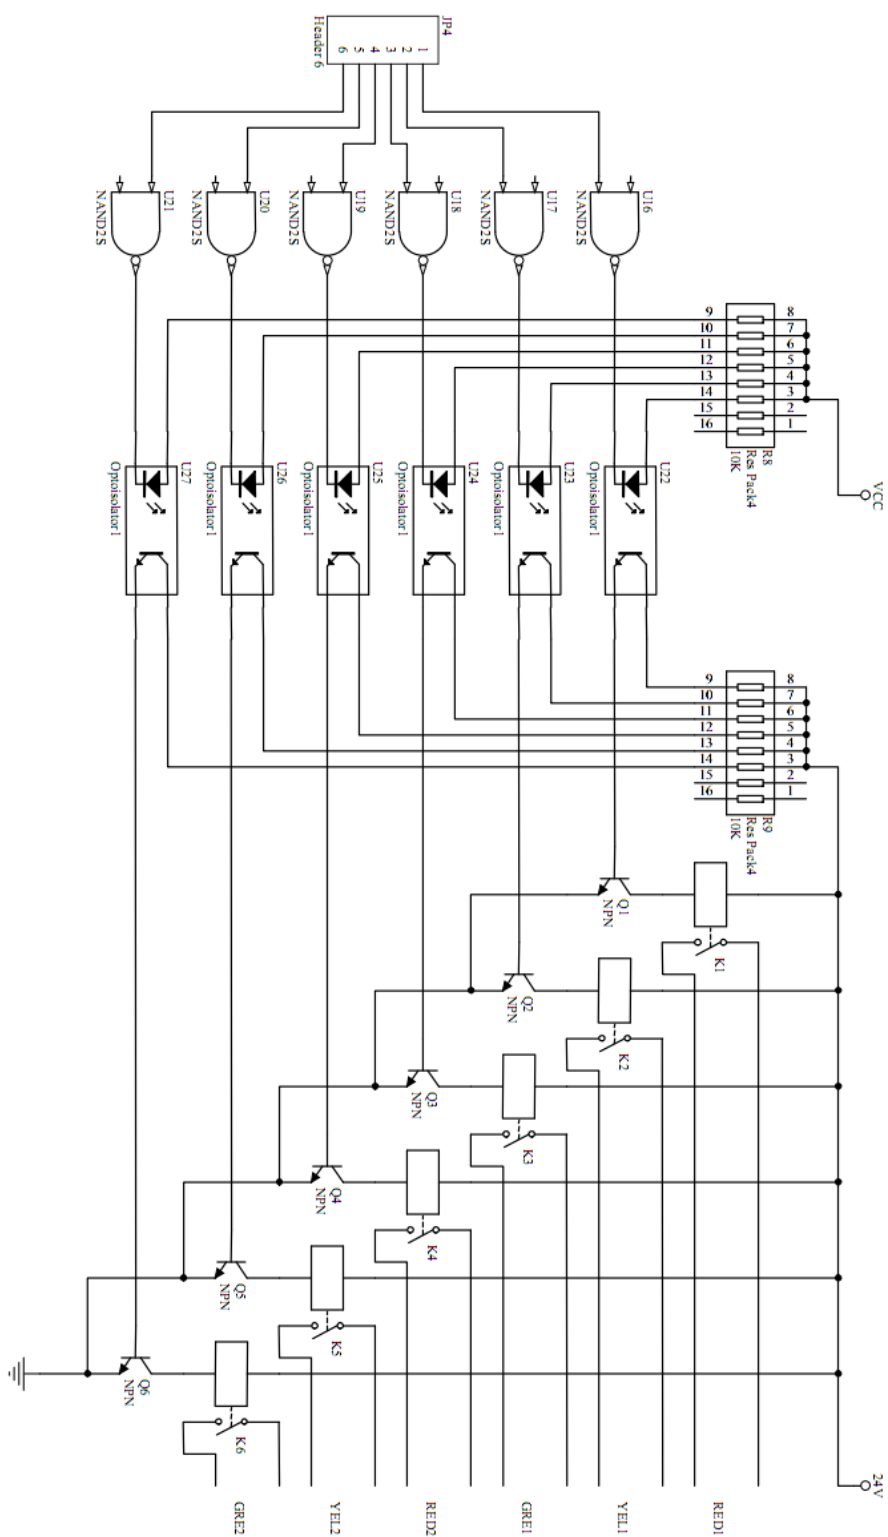 JP4
1
2
3
4
5
6
Header 6
U16
NAND2S
U17
NAND2S
U18
NAND2S
U19
NAND2S
U20
NAND2S
U21
NAND2S
VCC
R8
Res Pack4
10K
1
2
3
4
5
6
7
8
16
15
14
13
12
11
10
9
U22
Optoisolator1
U23
Optoisolator1
U24
Optoisolator1
U25
Optoisolator1
U26
Optoisolator1
U27
Optoisolator1
R9
Res Pack4
10K
1
2
3
4
5
6
7
8
16
15
14
13
12
11
10
9
Q1
NPN
K1
Q2
NPN
K2
Q3
NPN
K3
Q4
NPN
K4
Q5
NPN
K5
Q6
NPN
K6
24V
RED1
YEL1
GRE1
RED2
YEL2
GRE2